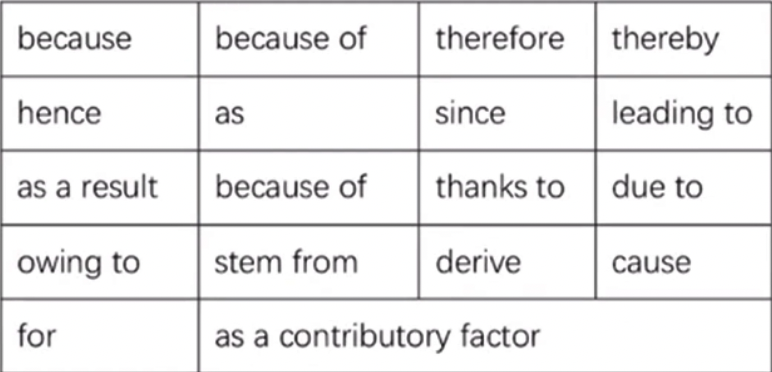 because because of therefore thereby
hence as since leading to
as a result because of thanks to due to
owing to stem from derive cause
for as a contributory factor